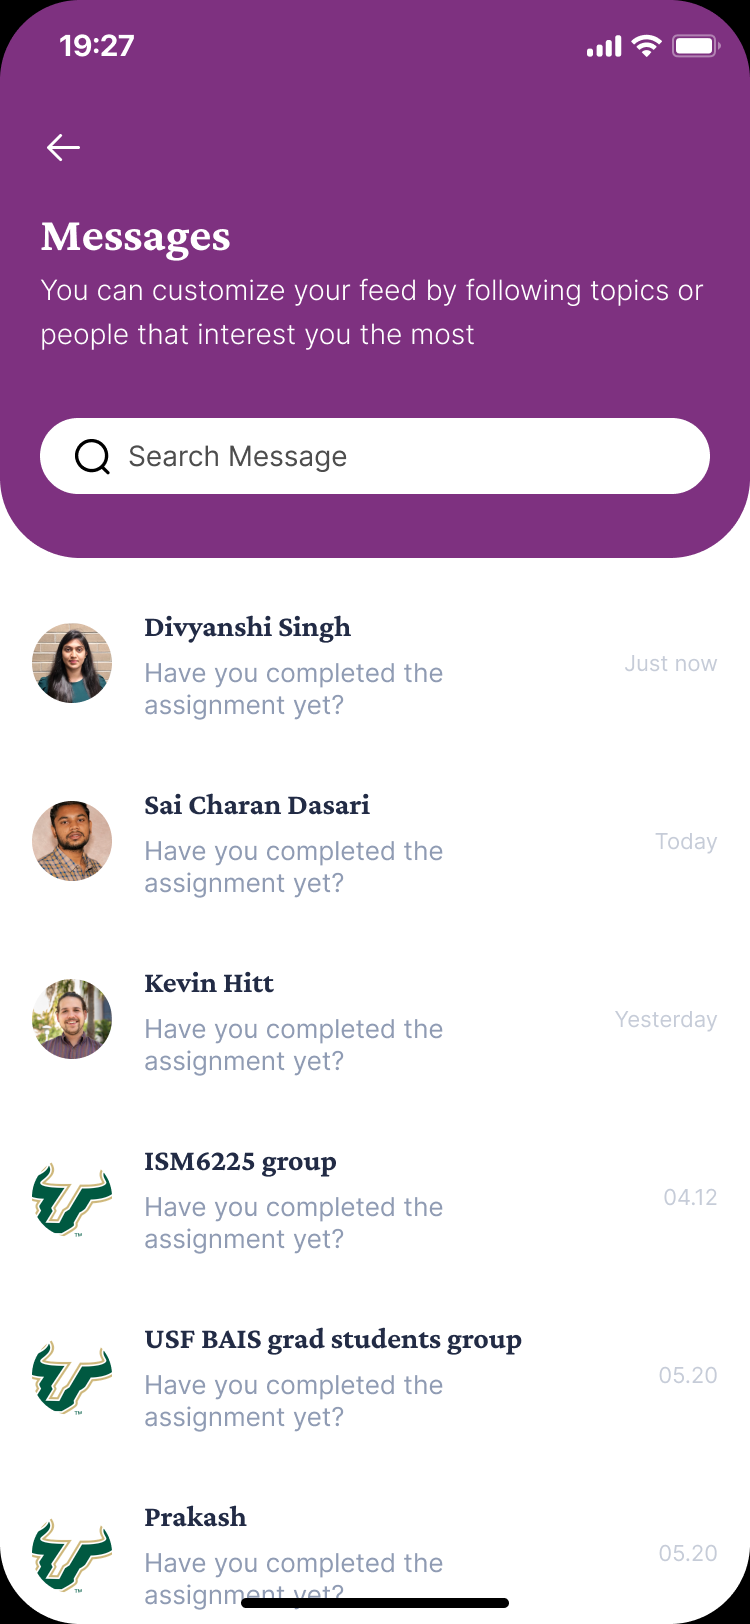 19:27
Messages
You can customize your feed by following topics or
people that interest you the most
Search Message
Divyanshi Singh
Have you completed the
assignment yet?
Just now
Sai Charan Dasari
Have you completed the
assignment yet?
Today
Kevin Hitt
Have you completed the
assignment yet?
Yesterday
ISM6225 group
Have you completed the
assignment yet?
04.12
TM
USF BAIS grad students group
Have you completed the
assignment yet?
05.20
TM
Prakash
Have you completed the
assignment yet?
05.20
TM